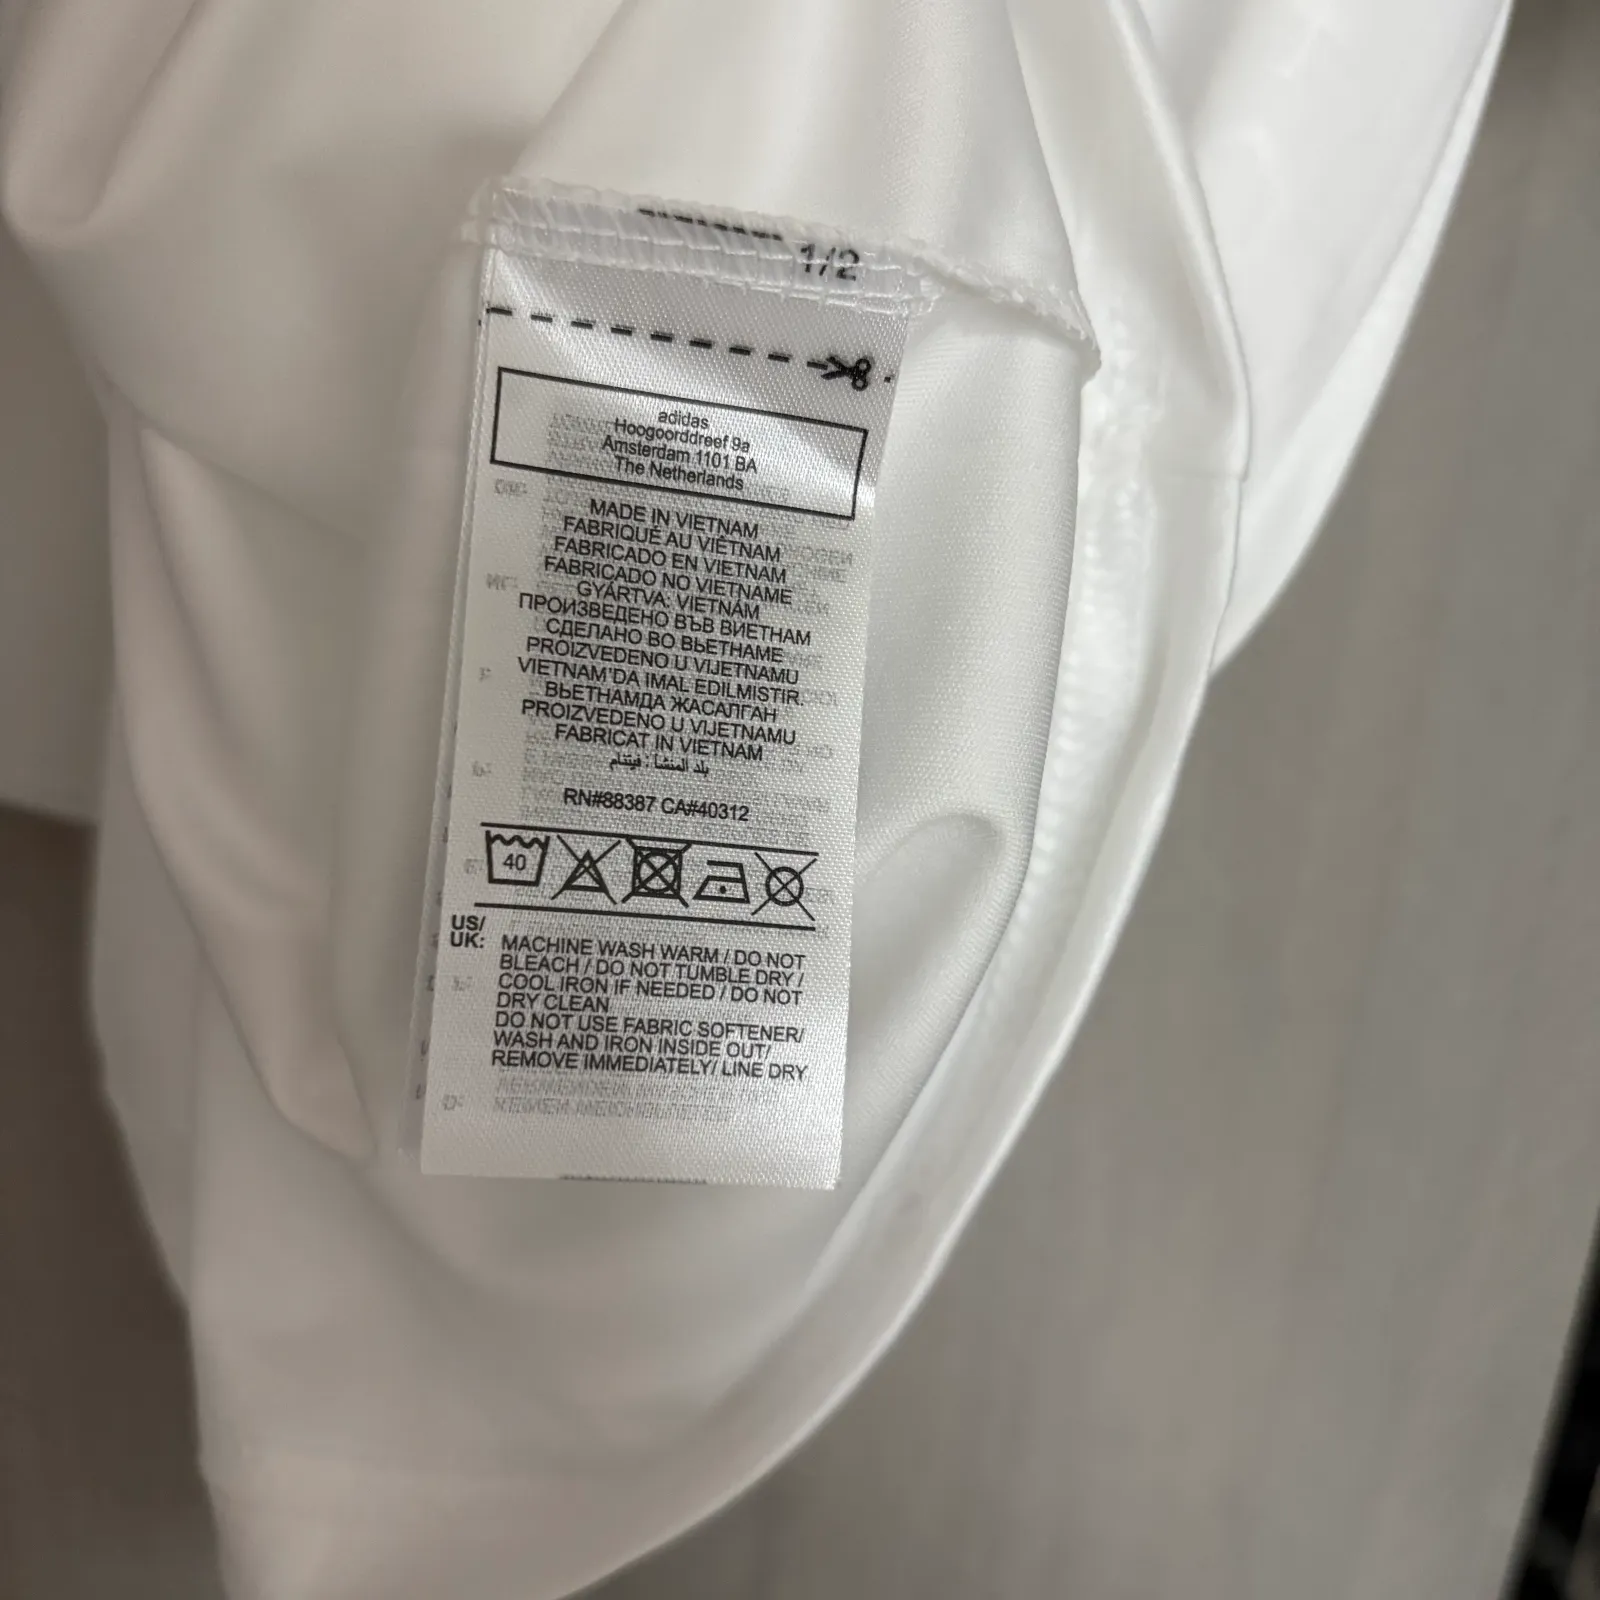 1/2
adidas
Hoogoorddreef 9a
Amsterdam 1101 BA
The Netherlands
MADE IN VIETNAM
FABRIQUÉ AU VIÊTNAM
FABRICADO EN VIETNAM
FABRICADO NO VIETNAME
GYÁRTVA: VIETNÁM
ПРОИЗВЕДЕНО ВЪВ ВИЕТНАМ
СДЕЛАНО ВО ВЬЕТНАМЕ
PROIZVEDENO U VIJETNAMU
VIETNAM'DA IMAL EDILMISTIR.
ВЬЕТНАМДА ЖАСАЛҒАН
PROIZVEDENO U VIJETNAMU
FABRICAT IN VIETNAM
بلد المنشا : فيتنام
RN#88387 CA#40312
40
US/
UK:
MACHINE WASH WARM / DO NOT
BLEACH / DO NOT TUMBLE DRY /
COOL IRON IF NEEDED / DO NOT
DRY CLEAN
DO NOT USE FABRIC SOFTENER/
WASH AND IRON INSIDE OUT/
REMOVE IMMEDIATELY/ LINE DRY